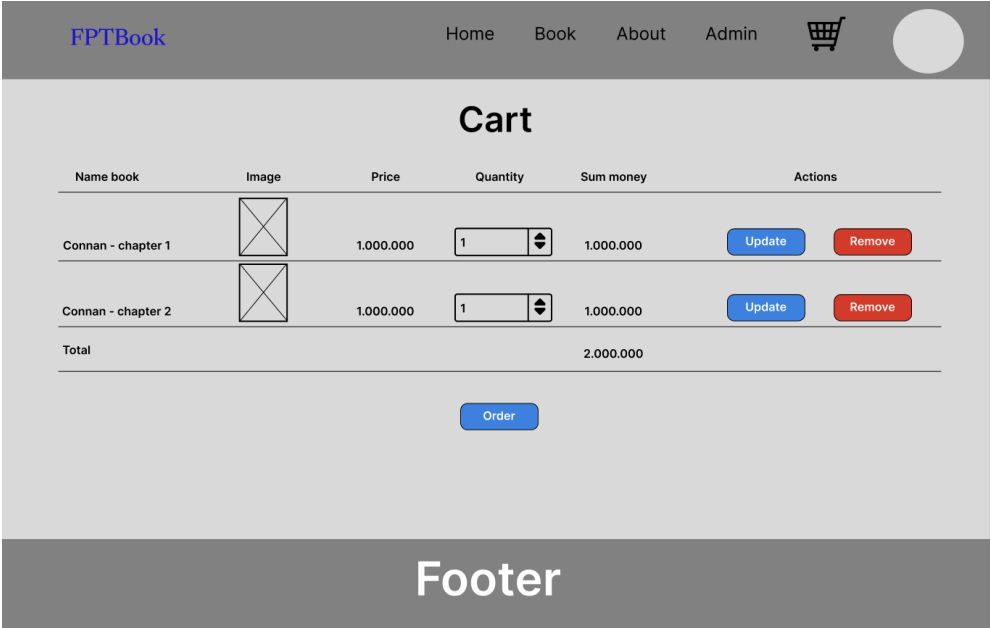 FPTBook Home Book About Admin
Cart
Name book Image Price Quantity Sum money Actions
Connan - chapter 1 1.000.000 1 1.000.000 Update Remove
Connan - chapter 2 1.000.000 1 1.000.000 Update Remove
Total 2.000.000
Order
Footer